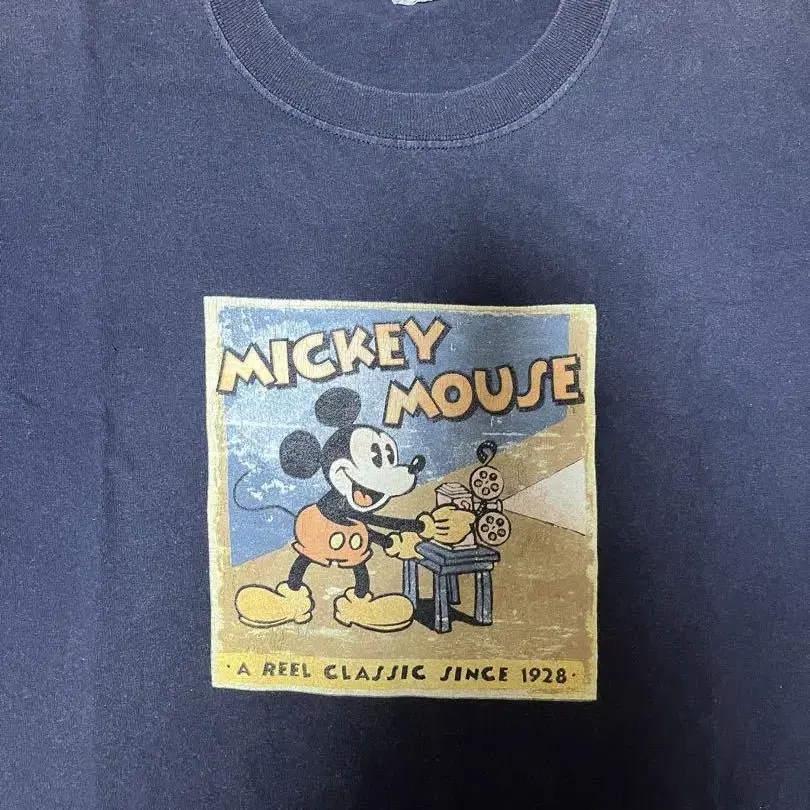 MICKEY
MOUSE
· A REEL CLASSIC SINCE 1928 ·